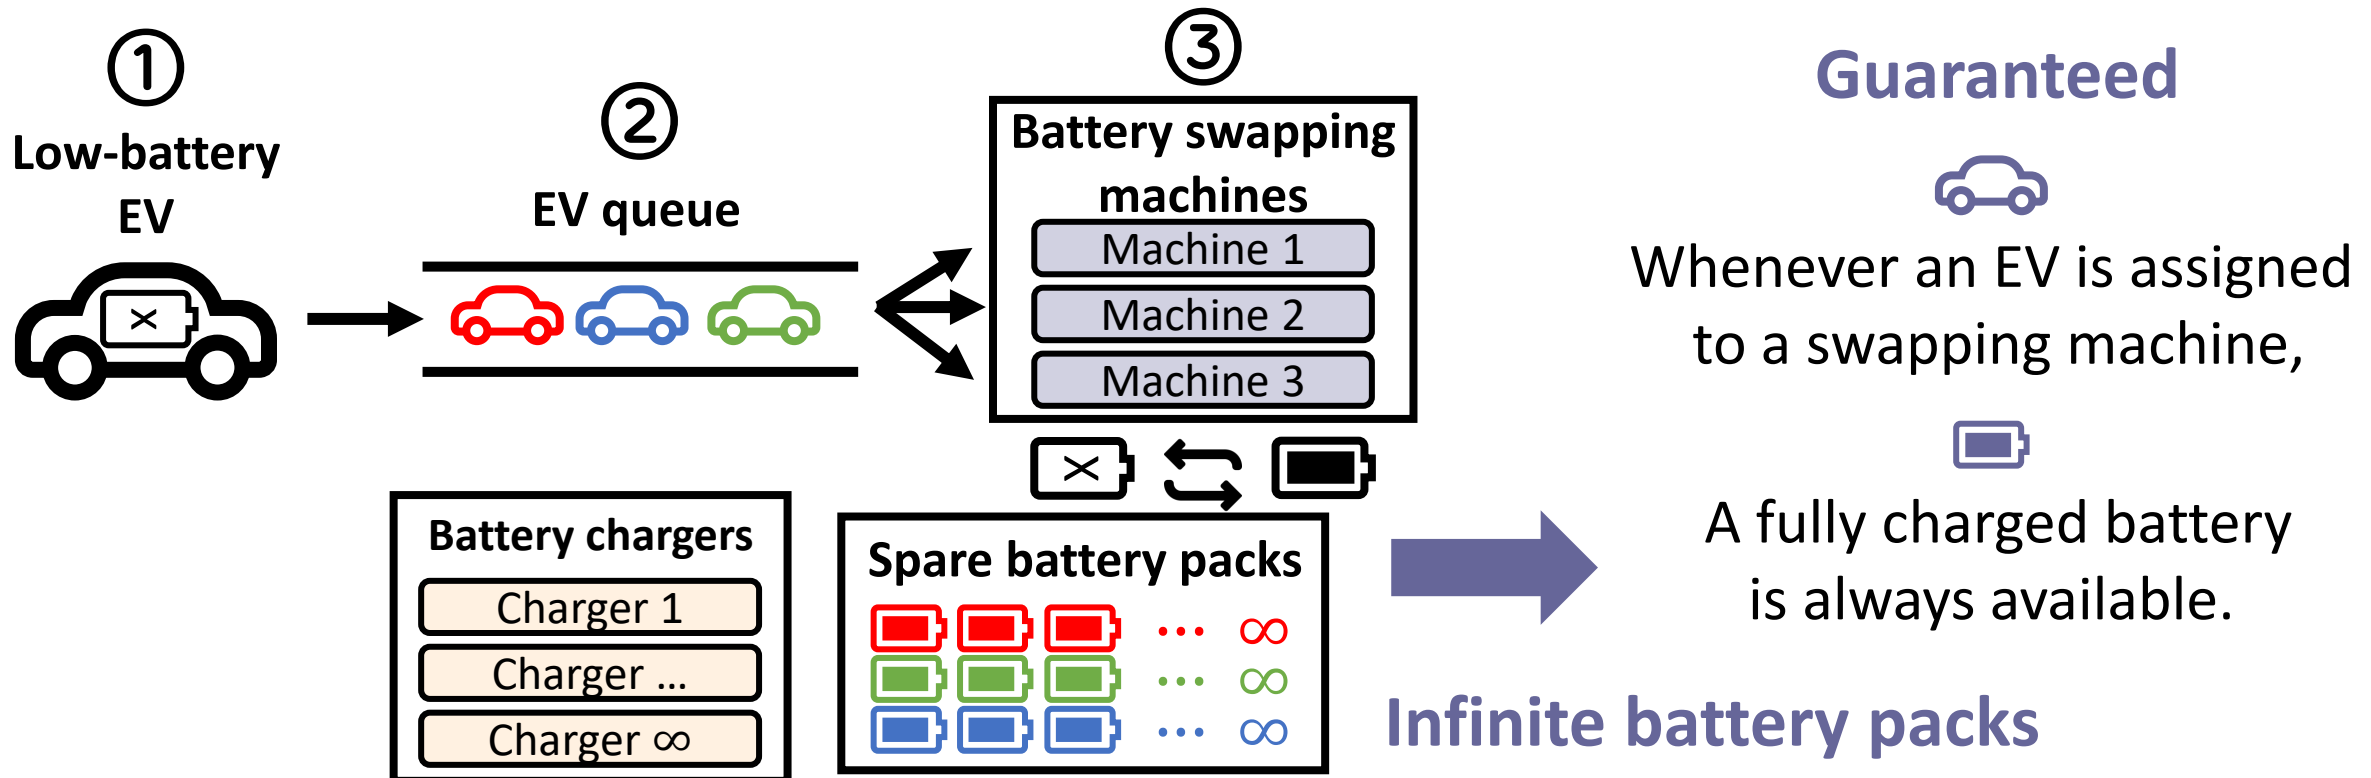 ①
Low-battery
EV
②
EV queue
③
Battery swapping
machines
Machine 1
Machine 2
Machine 3
Battery chargers
Charger 1
Charger ...
Charger ∞
Spare battery packs
... ∞
... ∞
... ∞
Guaranteed
Whenever an EV is assigned
to a swapping machine,
A fully charged battery
is always available.
Infinite battery packs